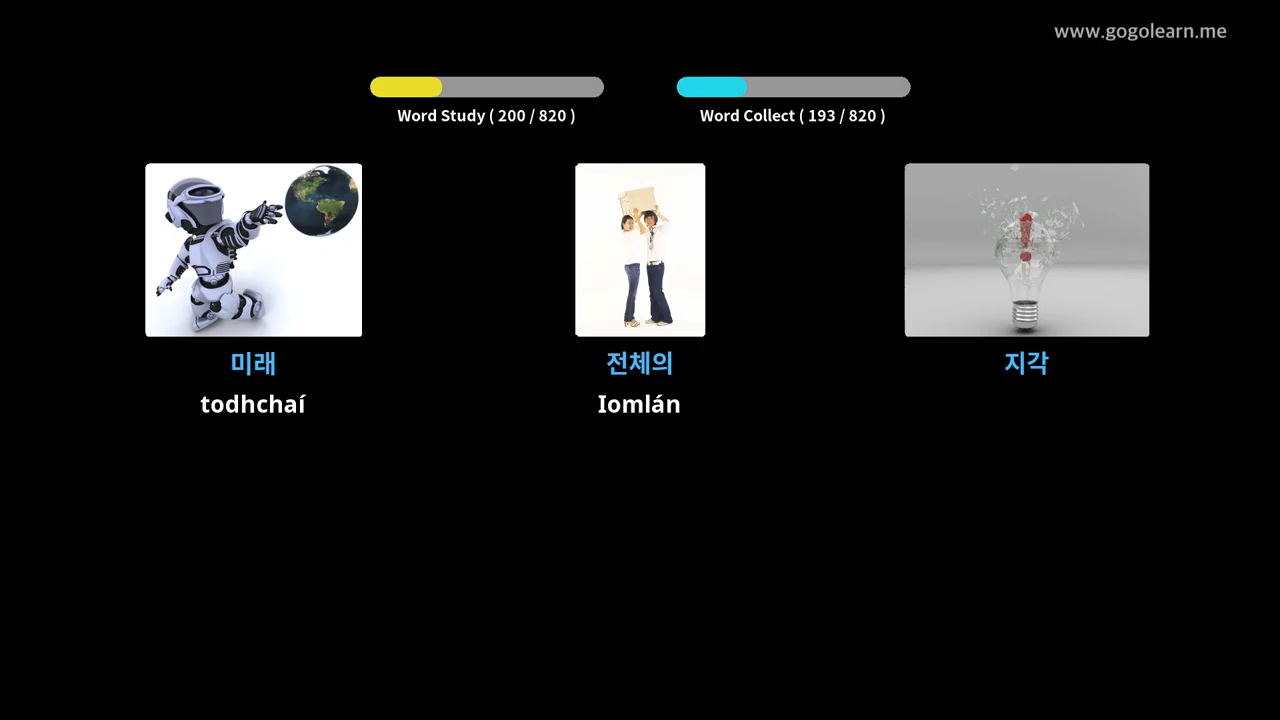 www.gogolearn.me
Word Study ( 200 / 820 )
Word Collect ( 193 / 820 )
미래
전체의
지각
todhchaí
Iomlán